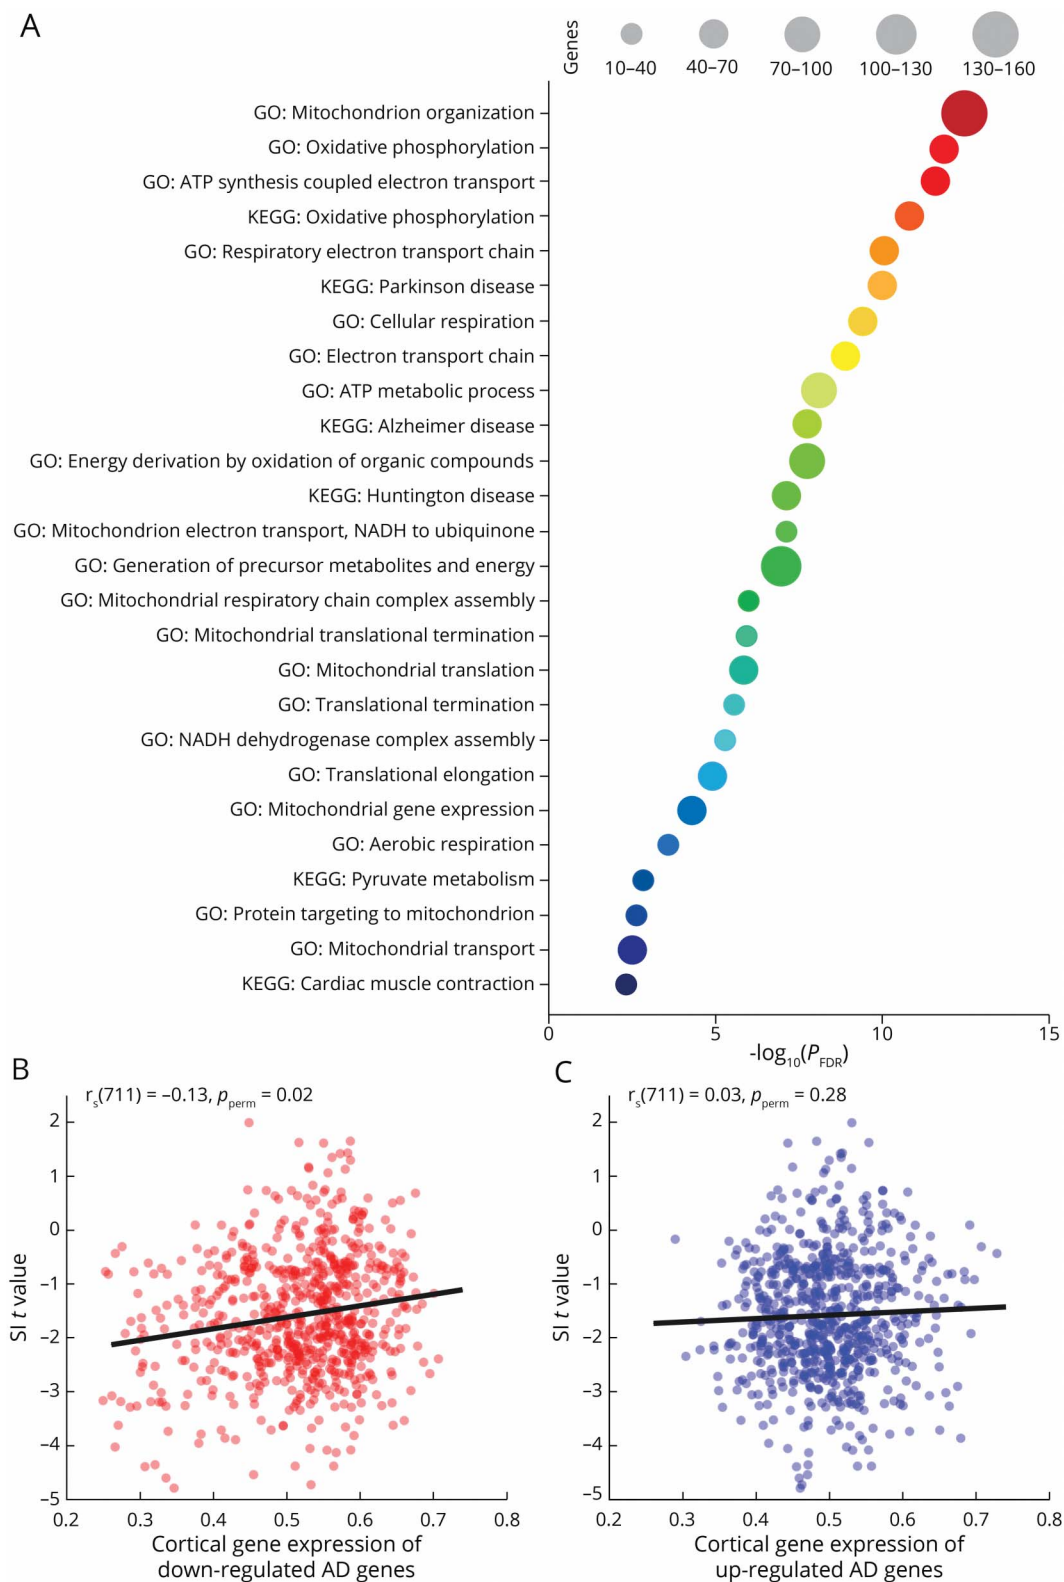 A
Genes
10–40 40–70 70–100 100–130 130–160
GO: Mitochondrion organization
GO: Oxidative phosphorylation
GO: ATP synthesis coupled electron transport
KEGG: Oxidative phosphorylation
GO: Respiratory electron transport chain
KEGG: Parkinson disease
GO: Cellular respiration
GO: Electron transport chain
GO: ATP metabolic process
KEGG: Alzheimer disease
GO: Energy derivation by oxidation of organic compounds
KEGG: Huntington disease
GO: Mitochondrion electron transport, NADH to ubiquinone
GO: Generation of precursor metabolites and energy
GO: Mitochondrial respiratory chain complex assembly
GO: Mitochondrial translational termination
GO: Mitochondrial translation
GO: Translational termination
GO: NADH dehydrogenase complex assembly
GO: Translational elongation
GO: Mitochondrial gene expression
GO: Aerobic respiration
KEGG: Pyruvate metabolism
GO: Protein targeting to mitochondrion
GO: Mitochondrial transport
KEGG: Cardiac muscle contraction
0 5 10 15
-log10(PFDR)
B
rs(711) = –0.13, pperm = 0.02
SI t value
2
1
0
–1
–2
–3
–4
–5
0.2 0.3 0.4 0.5 0.6 0.7 0.8
Cortical gene expression of
down-regulated AD genes
C
rs(711) = 0.03, pperm = 0.28
SI t value
2
1
0
–1
–2
–3
–4
–5
0.2 0.3 0.4 0.5 0.6 0.7 0.8
Cortical gene expression of
up-regulated AD genes